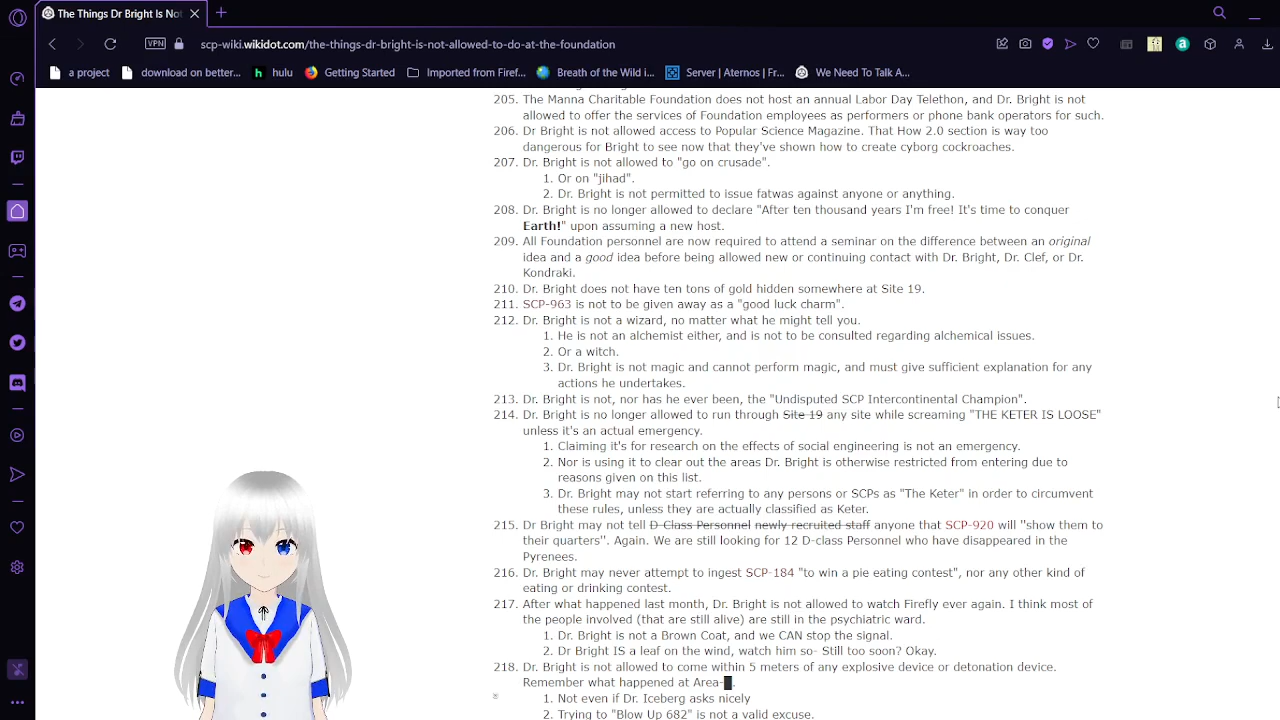 The Things Dr Bright Is Not
VPN
scp-wiki.wikidot.com/the-things-dr-bright-is-not-allowed-to-do-at-the-foundation
a project
download on better...
hulu
Getting Started
Imported from Firef...
Breath of the Wild i...
Server | Aternos | Fr...
We Need To Talk A...
205. The Manna Charitable Foundation does not host an annual Labor Day Telethon, and Dr. Bright is not
allowed to offer the services of Foundation employees as performers or phone bank operators for such.
206. Dr Bright is not allowed access to Popular Science Magazine. That How 2.0 section is way too
dangerous for Bright to see now that they've shown how to create cyborg cockroaches.
207. Dr. Bright is not allowed to "go on crusade".
1. Or on "jihad".
2. Dr. Bright is not permitted to issue fatwas against anyone or anything.
208. Dr. Bright is no longer allowed to declare "After ten thousand years I'm free! It's time to conquer
Earth!" upon assuming a new host.
209. All Foundation personnel are now required to attend a seminar on the difference between an original
idea and a good idea before being allowed new or continuing contact with Dr. Bright, Dr. Clef, or Dr.
Kondraki.
210. Dr. Bright does not have ten tons of gold hidden somewhere at Site 19.
211. SCP-963 is not to be given away as a "good luck charm".
212. Dr. Bright is not a wizard, no matter what he might tell you.
1. He is not an alchemist either, and is not to be consulted regarding alchemical issues.
2. Or a witch.
3. Dr. Bright is not magic and cannot perform magic, and must give sufficient explanation for any
actions he undertakes.
213. Dr. Bright is not, nor has he ever been, the "Undisputed SCP Intercontinental Champion".
214. Dr. Bright is no longer allowed to run through Site 19 any site while screaming "THE KETER IS LOOSE"
unless it's an actual emergency.
1. Claiming it's for research on the effects of social engineering is not an emergency.
2. Nor is using it to clear out the areas Dr. Bright is otherwise restricted from entering due to
reasons given on this list.
3. Dr. Bright may not start referring to any persons or SCPs as "The Keter" in order to circumvent
these rules, unless they are actually classified as Keter.
215. Dr Bright may not tell D-Class Personnel newly recruited staff anyone that SCP-920 will "show them to
their quarters". Again. We are still looking for 12 D-class Personnel who have disappeared in the
Pyrenees.
216. Dr. Bright may never attempt to ingest SCP-184 "to win a pie eating contest", nor any other kind of
eating or drinking contest.
217. After what happened last month, Dr. Bright is not allowed to watch Firefly ever again. I think most of
the people involved (that are still alive) are still in the psychiatric ward.
1. Dr. Bright is not a Brown Coat, and we CAN stop the signal.
2. Dr Bright IS a leaf on the wind, watch him so- Still too soon? Okay.
218. Dr. Bright is not allowed to come within 5 meters of any explosive device or detonation device.
Remember what happened at Area-█.
1. Not even if Dr. Iceberg asks nicely
2. Trying to "Blow Up 682" is not a valid excuse.